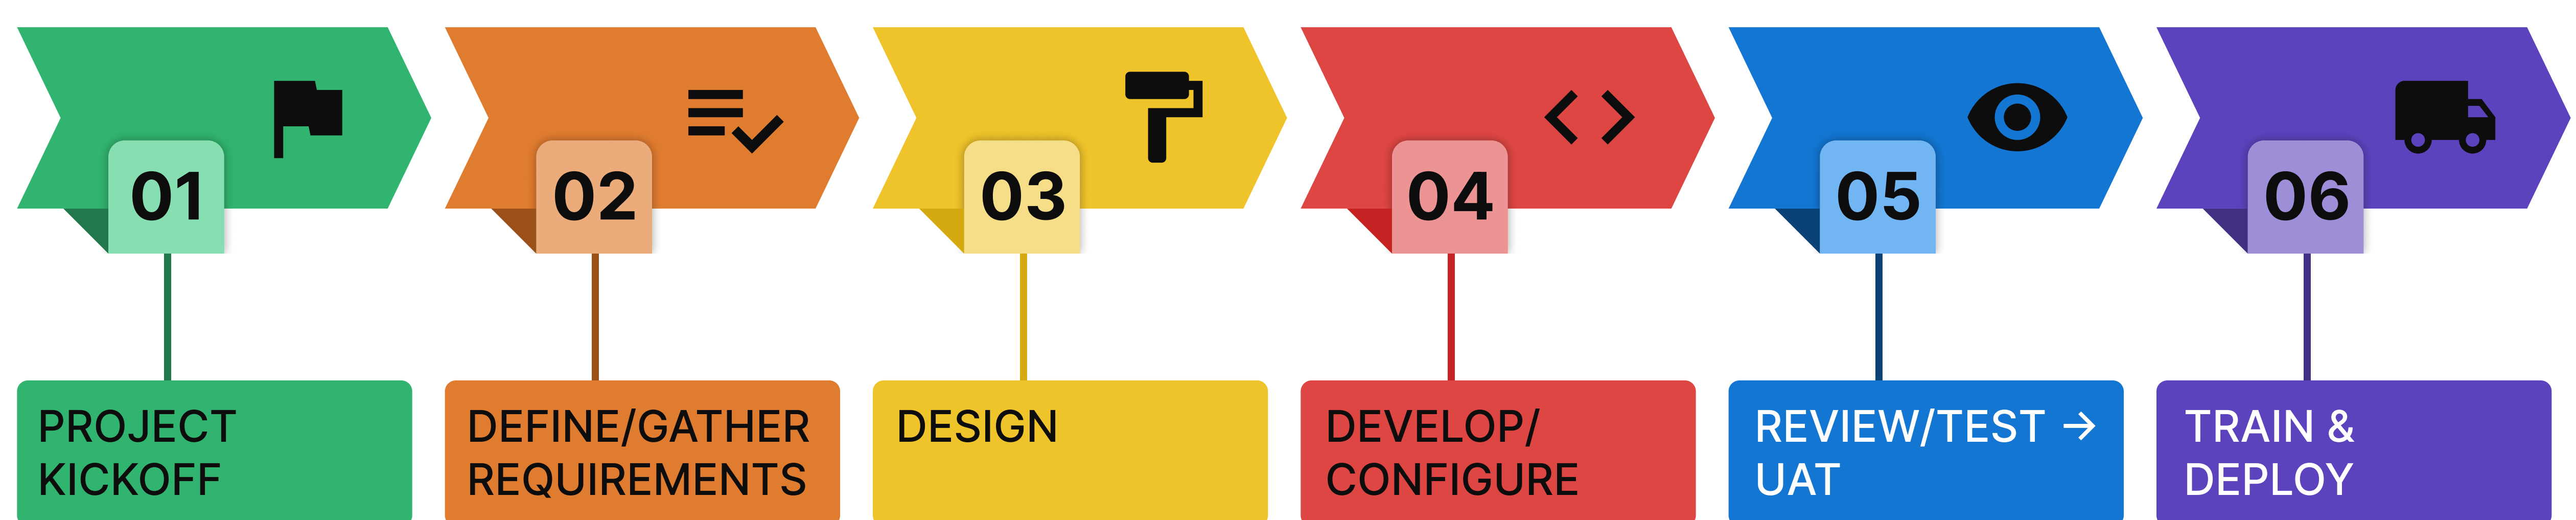 01
02
03
04
05
06
PROJECT
KICKOFF
DEFINE/GATHER
REQUIREMENTS
DESIGN
DEVELOP/
CONFIGURE
REVIEW/TEST →
UAT
TRAIN &
DEPLOY